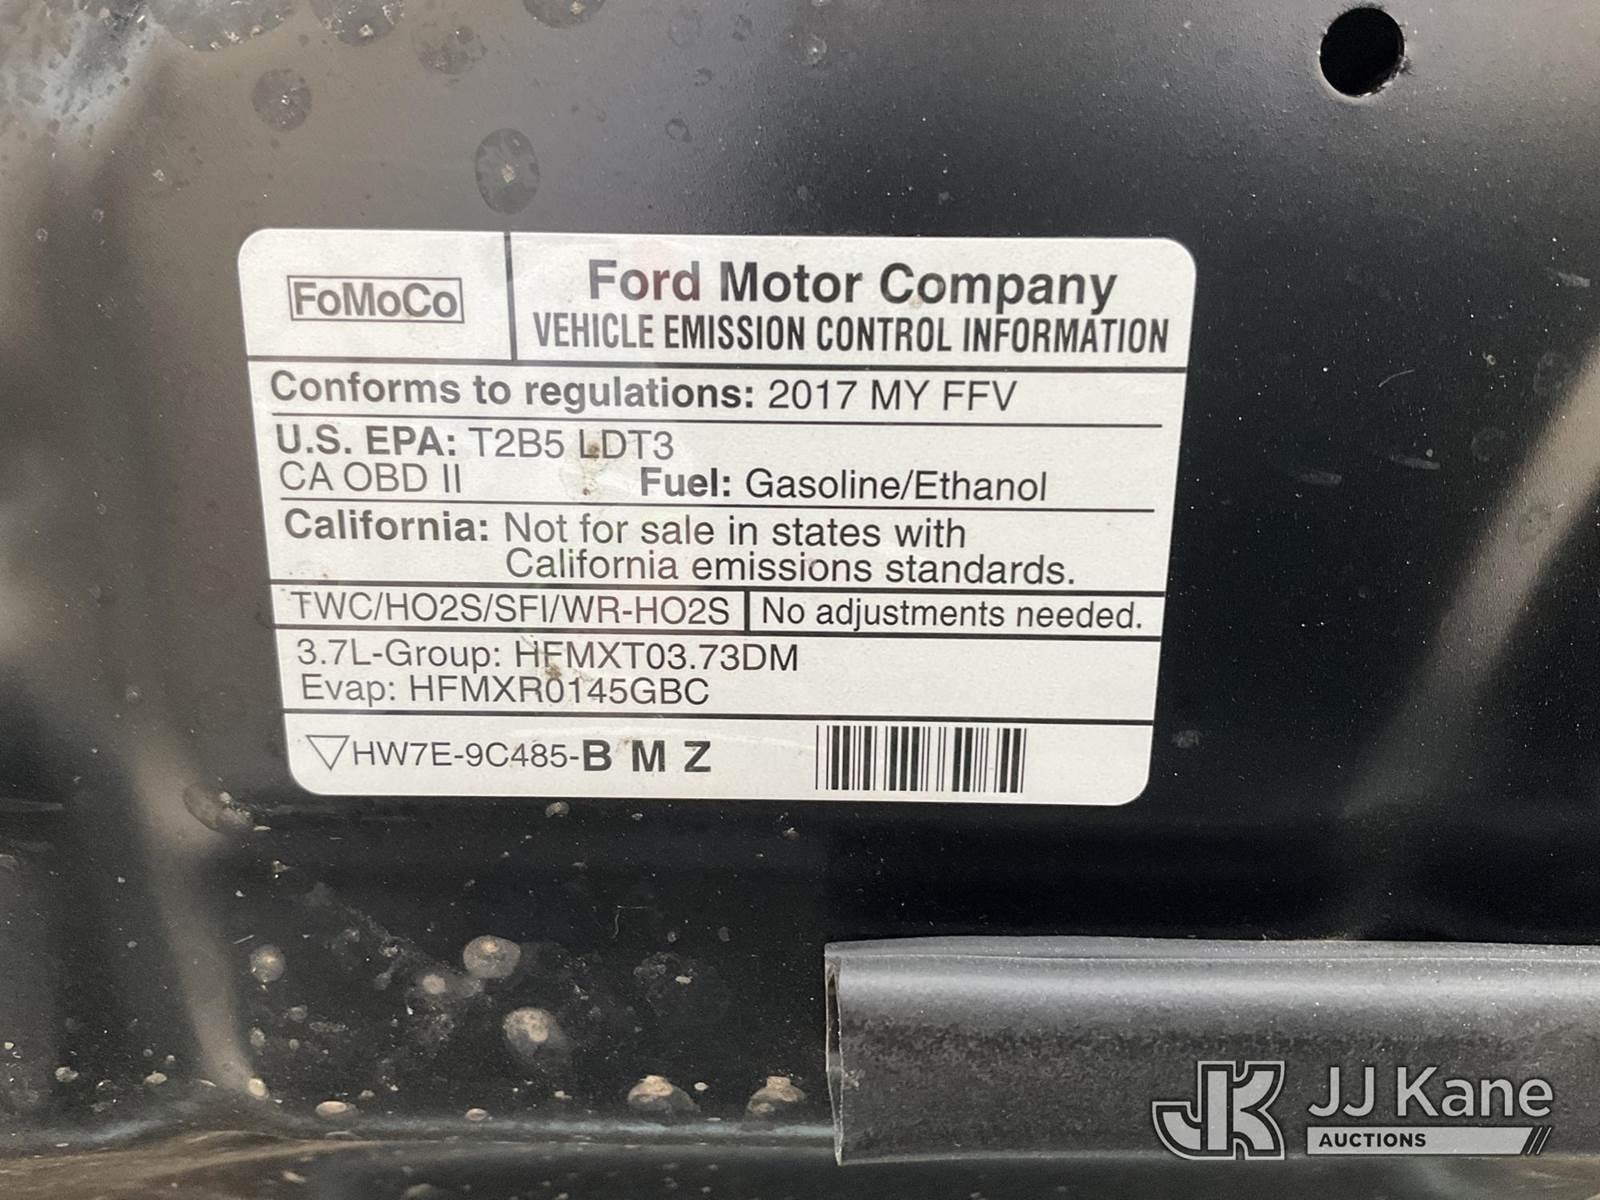 FoMoCo
Ford Motor Company
VEHICLE EMISSION CONTROL INFORMATION
Conforms to regulations: 2017 MY FFV
U.S. EPA: T2B5 LDT3
CA OBD II Fuel: Gasoline/Ethanol
California: Not for sale in states with
California emissions standards.
TWC/HO2S/SFI/WR-HO2S No adjustments needed.
3.7L-Group: HFMXT03.73DM
Evap: HFMXR0145GBC
HW7E-9C485-B M Z
JK JJ Kane
AUCTIONS